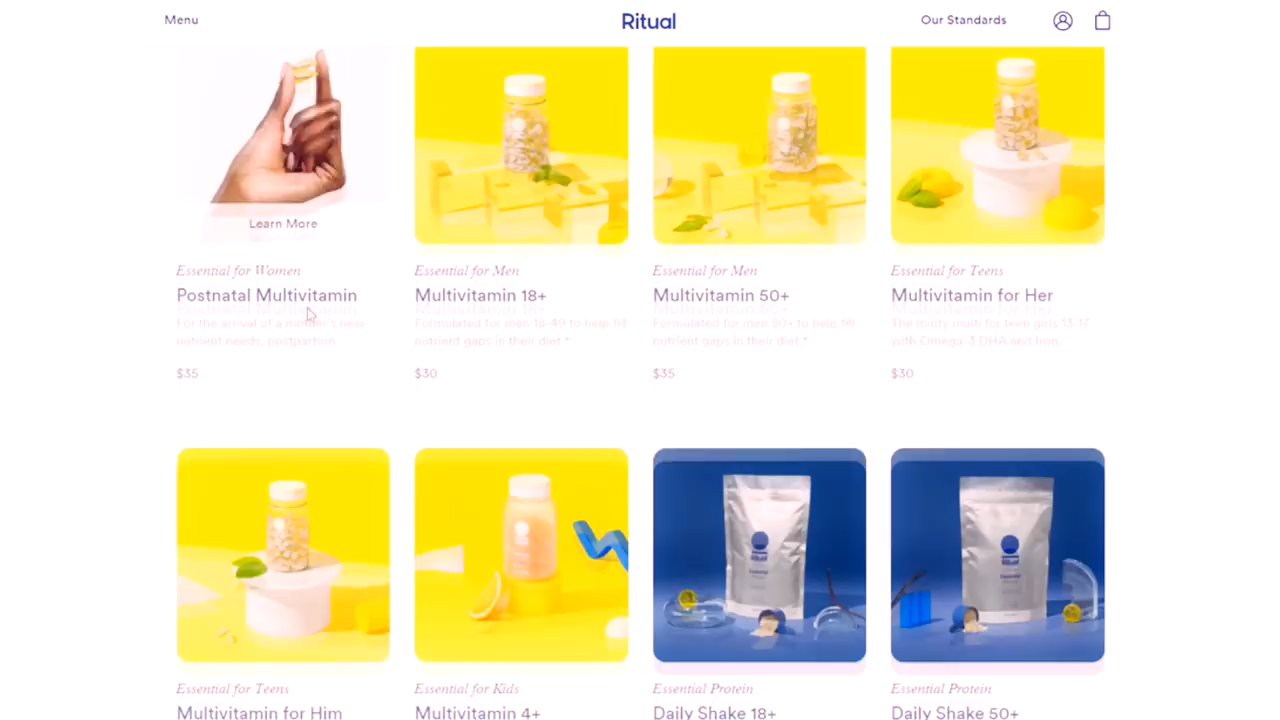 Menu
Ritual
Our Standards
Learn More
Essential for Women
Postnatal Multivitamin
For the arrival of a mother's new
nutrient needs, postpartum.
$35
Essential for Men
Multivitamin 18+
Formulated for men 18-49 to help fill
nutrient gaps in their diet.*
$30
Essential for Men
Multivitamin 50+
Formulated for men 50+ to help fill
nutrient gaps in their diet.*
$35
Essential for Teens
Multivitamin for Her
The minty multi for teen girls 13-17
with Omega-3 DHA and Iron.
$30
Essential for Teens
Multivitamin for Him
Essential for Kids
Multivitamin 4+
Essential Protein
Daily Shake 18+
Essential Protein
Daily Shake 50+